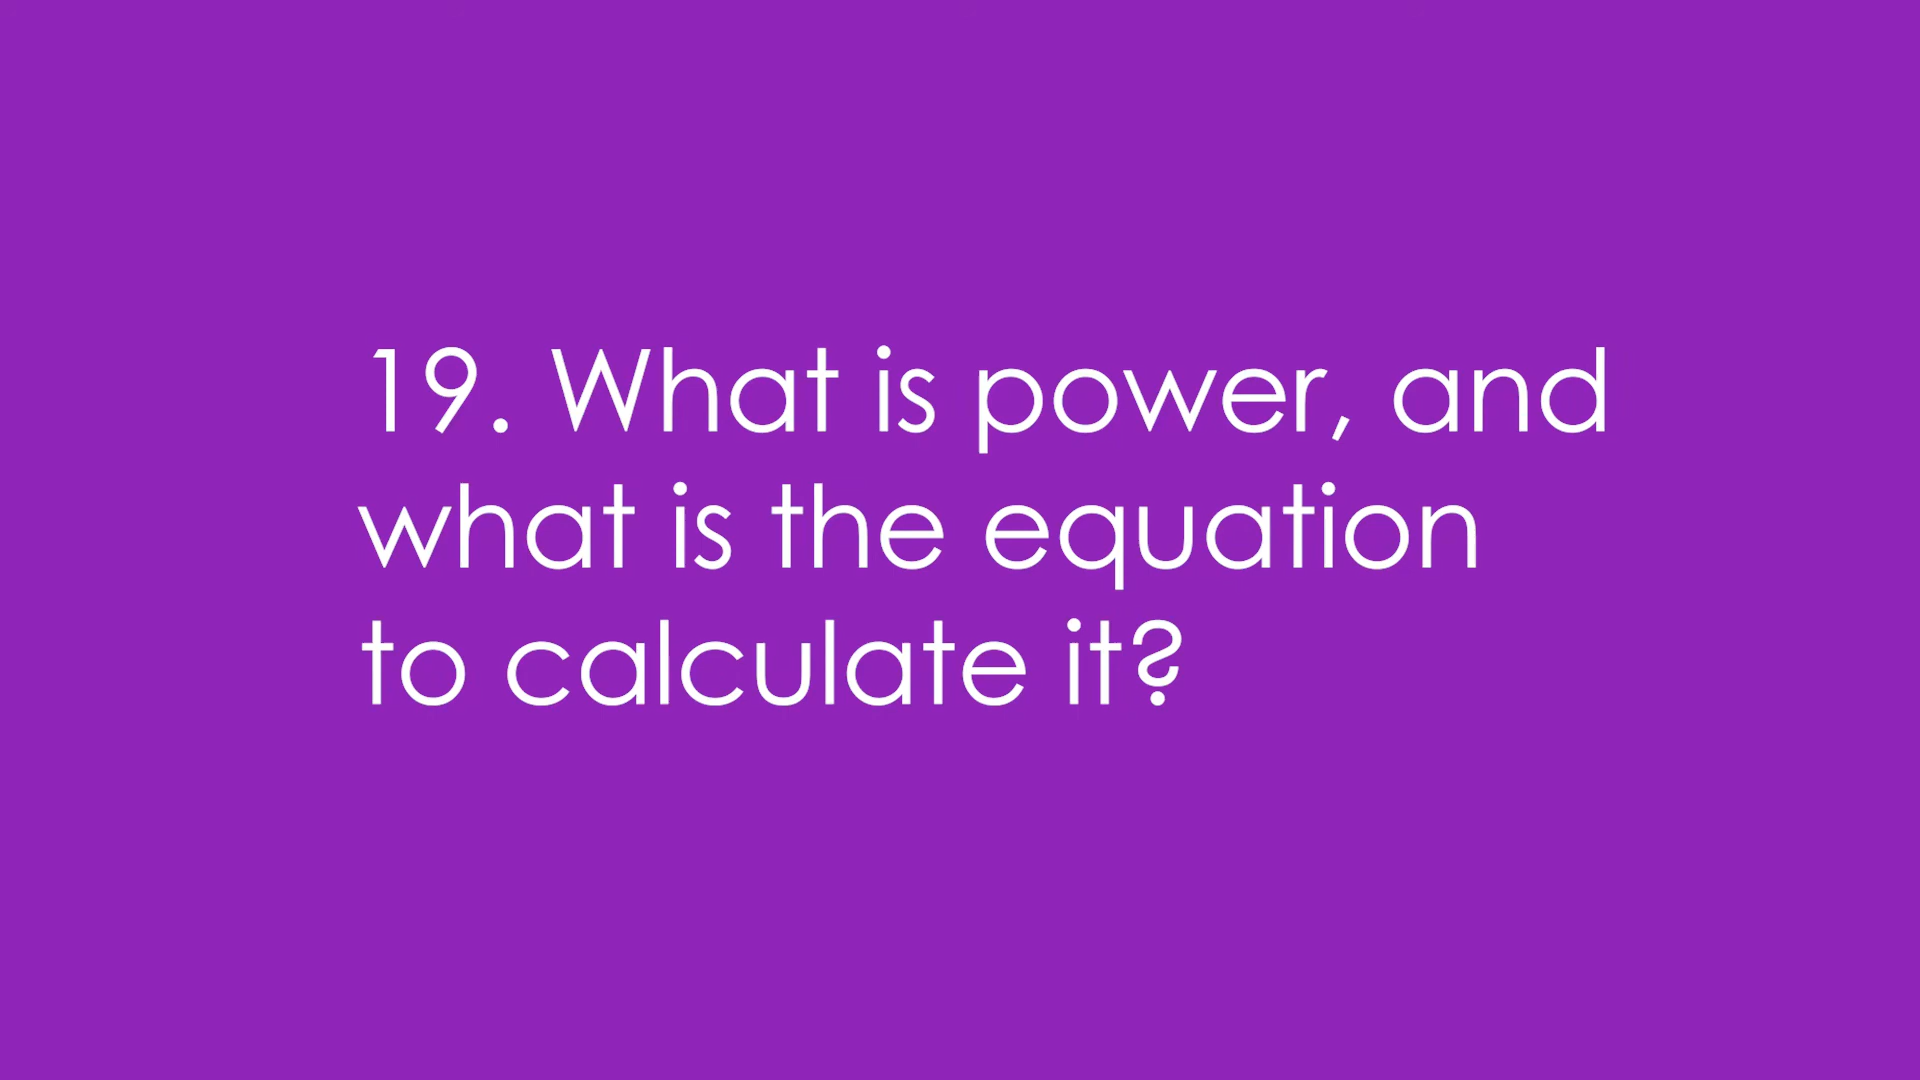 19. What is power, and
what is the equation
to calculate it?